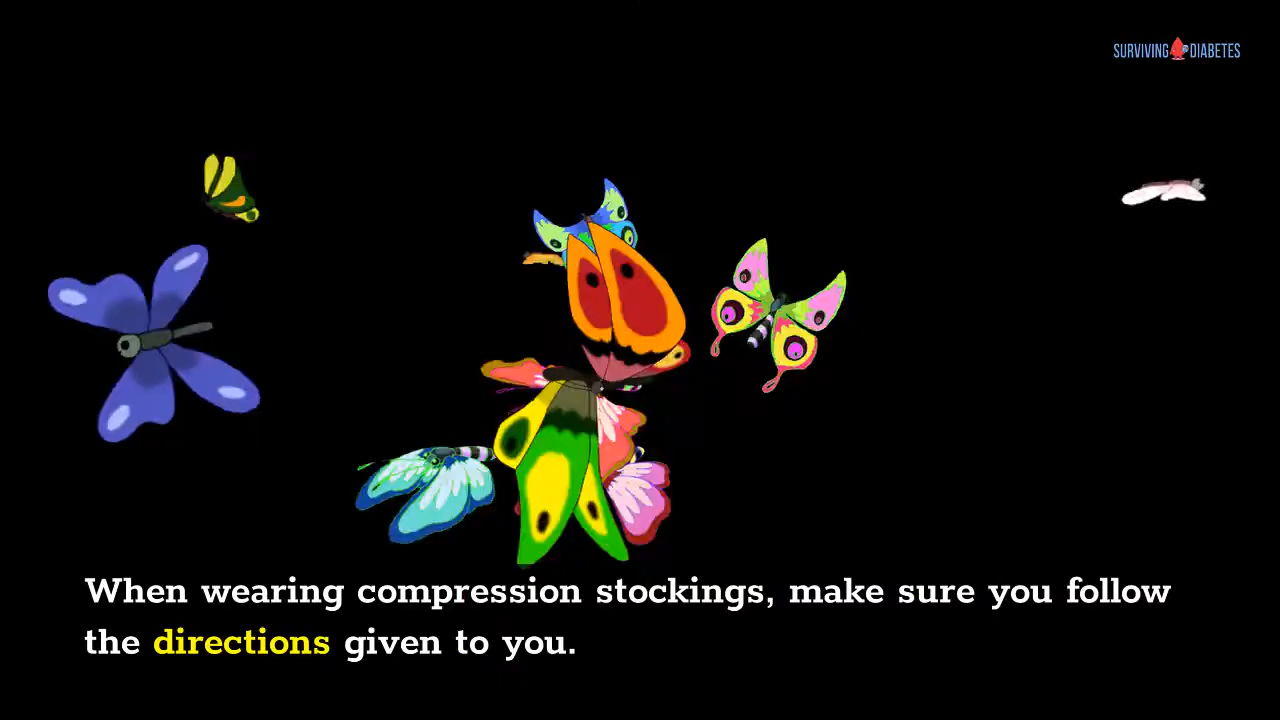 SURVIVING DIABETES
When wearing compression stockings, make sure you follow
the directions given to you.